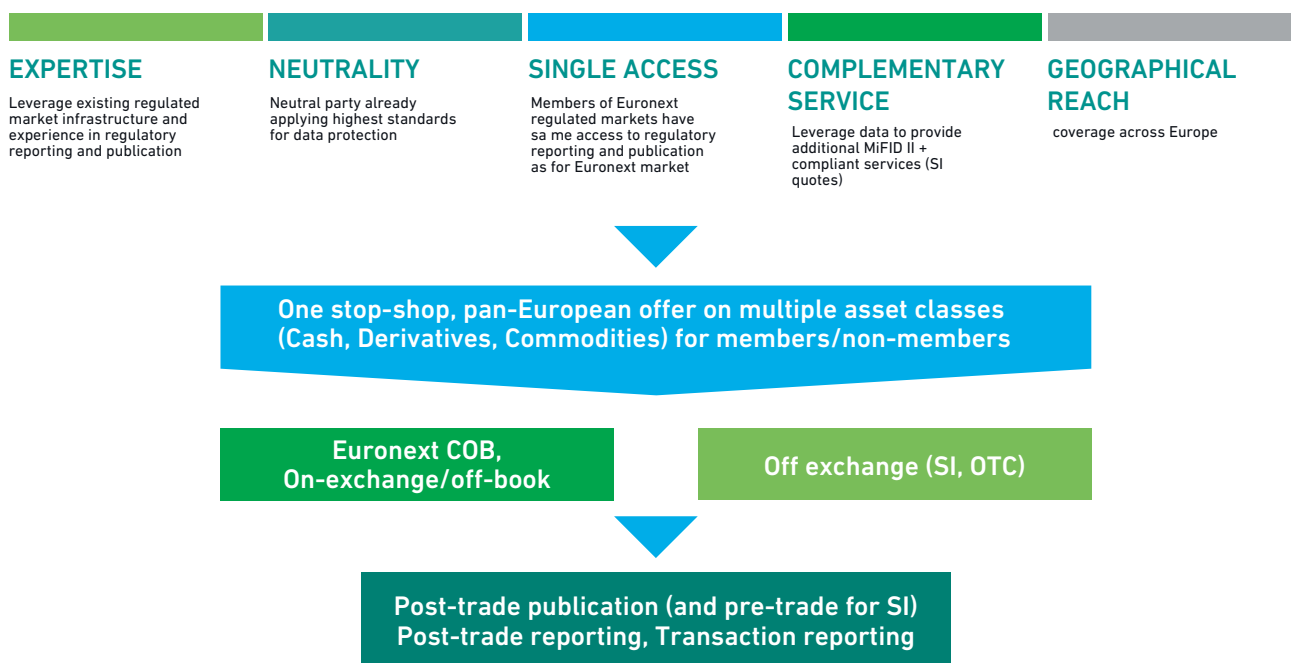 EXPERTISE
Leverage existing regulated
market infrastructure and
experience in regulatory
reporting and publication
NEUTRALITY
Neutral party already
applying highest standards
for data protection
SINGLE ACCESS
Members of Euronext
regulated markets have
sa me access to regulatory
reporting and publication
as for Euronext market
COMPLEMENTARY
SERVICE
Leverage data to provide
additional MiFID II +
compliant services (SI
quotes)
GEOGRAPHICAL
REACH
coverage across Europe
One stop-shop, pan-European offer on multiple asset classes
(Cash, Derivatives, Commodities) for members/non-members
Euronext COB,
On-exchange/off-book
Off exchange (SI, OTC)
Post-trade publication (and pre-trade for SI)
Post-trade reporting, Transaction reporting